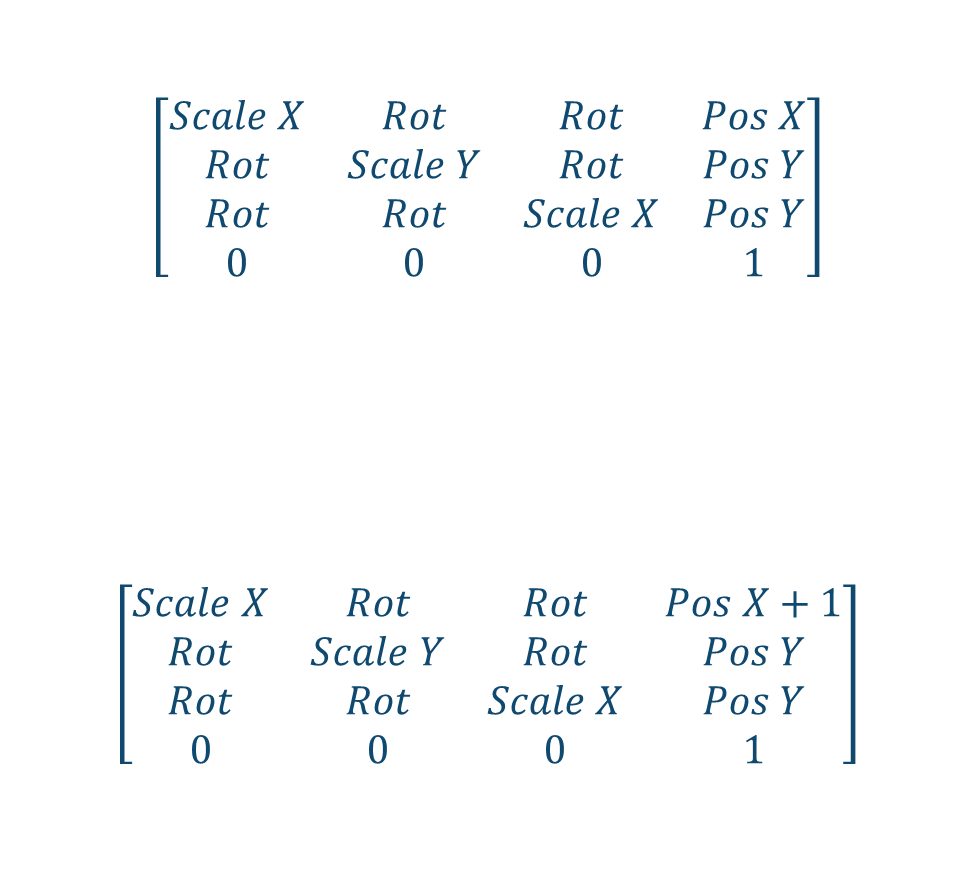 Scale X Rot Rot Pos X
Rot Scale Y Rot Pos Y
Rot Rot Scale X Pos Y
0 0 0 1
Scale X Rot Rot Pos X + 1
Rot Scale Y Rot Pos Y
Rot Rot Scale X Pos Y
0 0 0 1